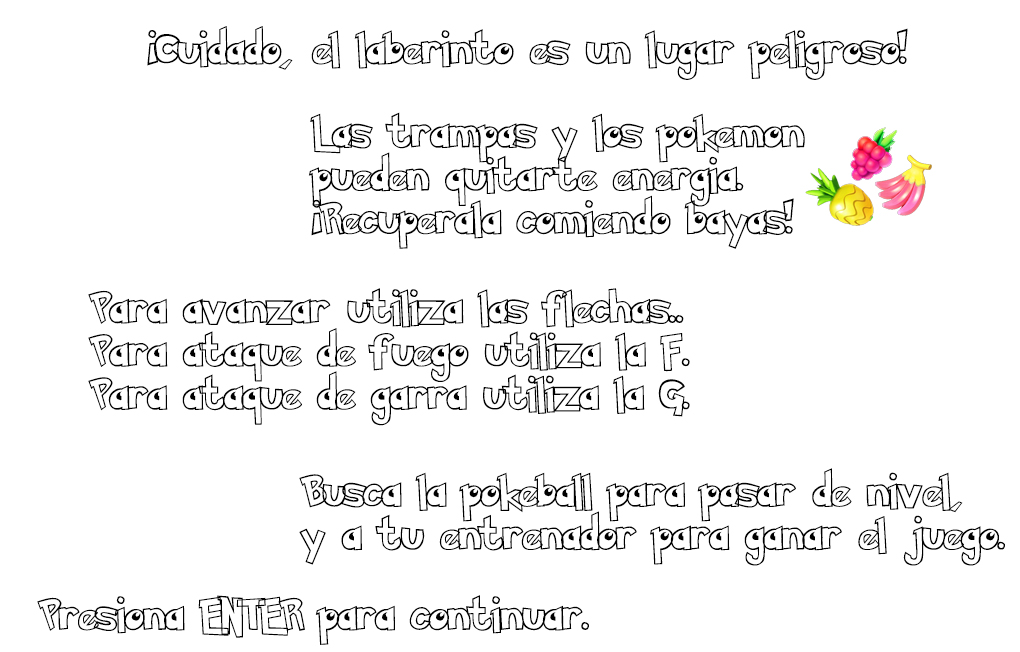 ¡Cuidado, el laberinto es un lugar peligroso!
Las trampas y los pokemon
pueden quitarte energia.
¡Recuperala comiendo bayas!
Para avanzar utiliza las flechas..
Para ataque de fuego utiliza la F.
Para ataque de garra utiliza la G.
Busca la pokeball para pasar de nivel,
y a tu entrenador para ganar el juego.
Presiona ENTER para continuar.